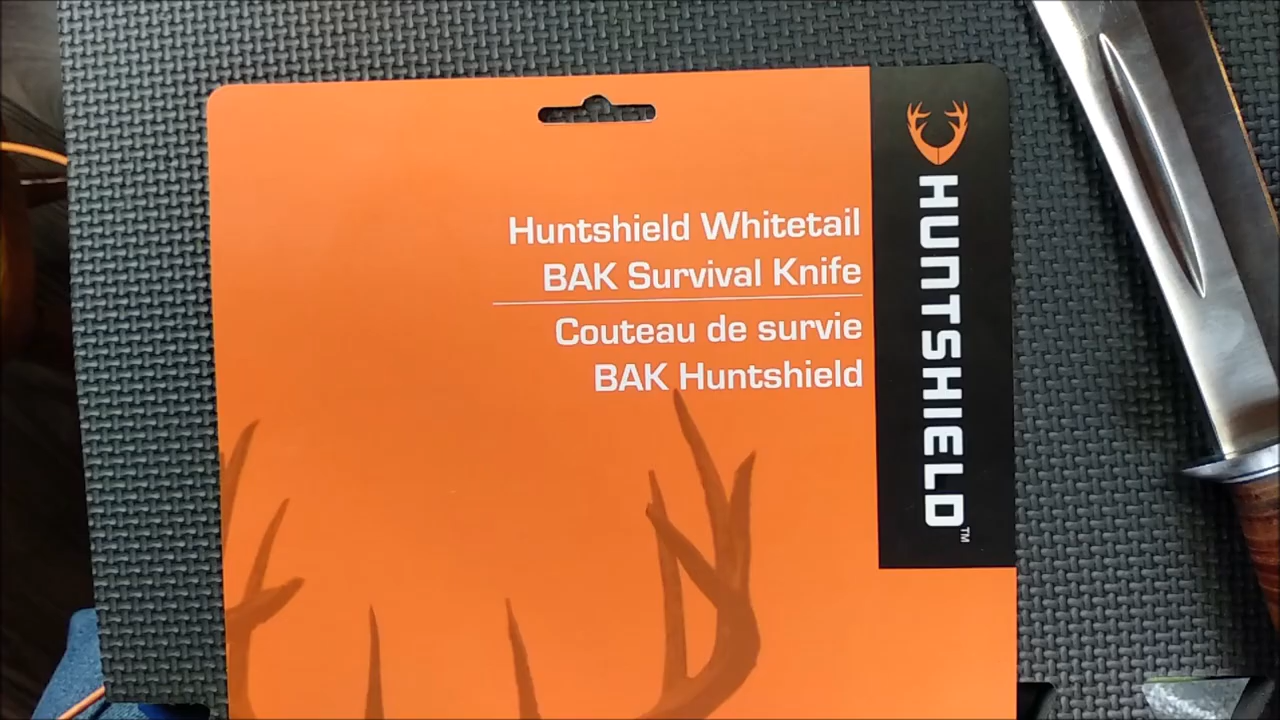 Huntshield Whitetail
BAK Survival Knife
Couteau de survie
BAK Huntshield
HUNTSHIELD™